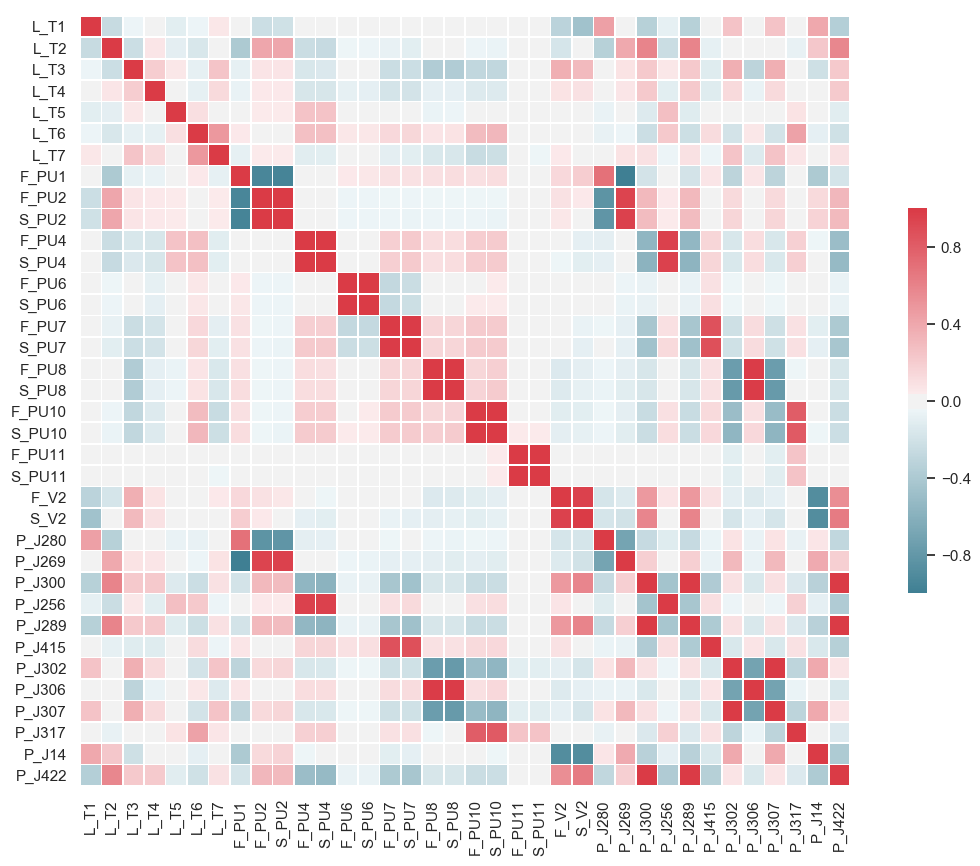 L_T1
L_T2
L_T3
L_T4
L_T5
L_T6
L_T7
F_PU1
F_PU2
S_PU2
F_PU4
S_PU4
F_PU6
S_PU6
F_PU7
S_PU7
F_PU8
S_PU8
F_PU10
S_PU10
F_PU11
S_PU11
F_V2
S_V2
P_J280
P_J269
P_J300
P_J256
P_J289
P_J415
P_J302
P_J306
P_J307
P_J317
P_J14
P_J422
L_T1 L_T2 L_T3 L_T4 L_T5 L_T6 L_T7 F_PU1 F_PU2 S_PU2 F_PU4 S_PU4 F_PU6 S_PU6 F_PU7 S_PU7 F_PU8 S_PU8 F_PU10 S_PU10 F_PU11 S_PU11 F_V2 S_V2 P_J280 P_J269 P_J300 P_J256 P_J289 P_J415 P_J302 P_J306 P_J307 P_J317 P_J14 P_J422
0.8
0.4
0.0
−0.4
−0.8